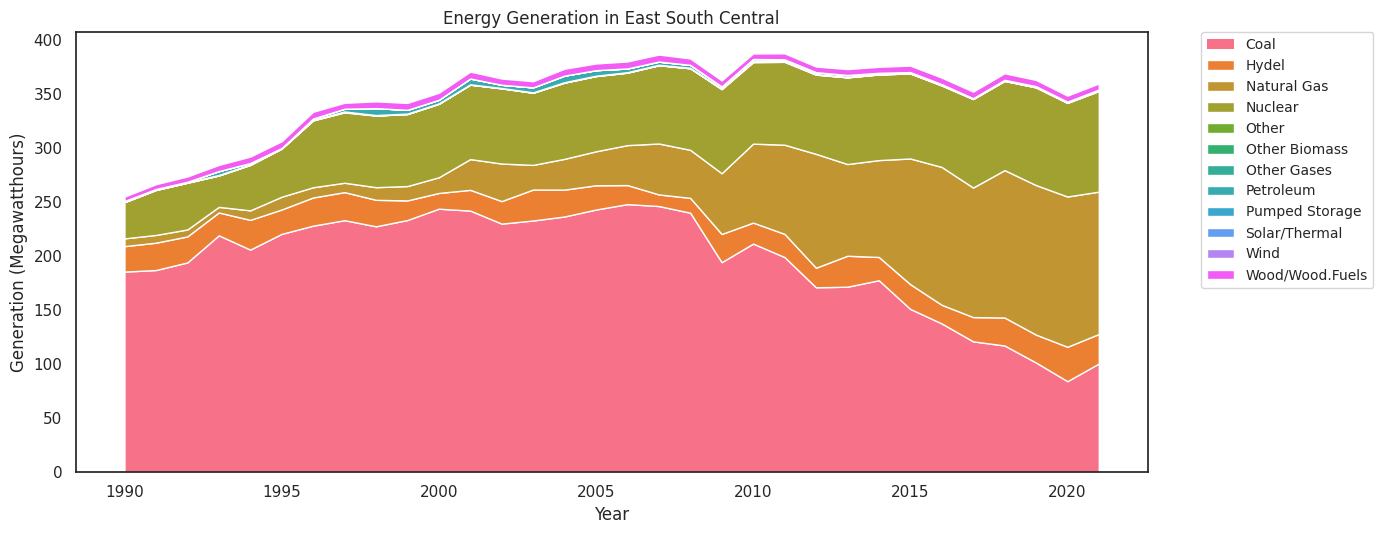 Energy Generation in East South Central
Generation (Megawatthours)
400
350
300
250
200
150
100
50
0
1990
1995
2000
2005
2010
2015
2020
Year
Coal
Hydel
Natural Gas
Nuclear
Other
Other Biomass
Other Gases
Petroleum
Pumped Storage
Solar/Thermal
Wind
Wood/Wood.Fuels